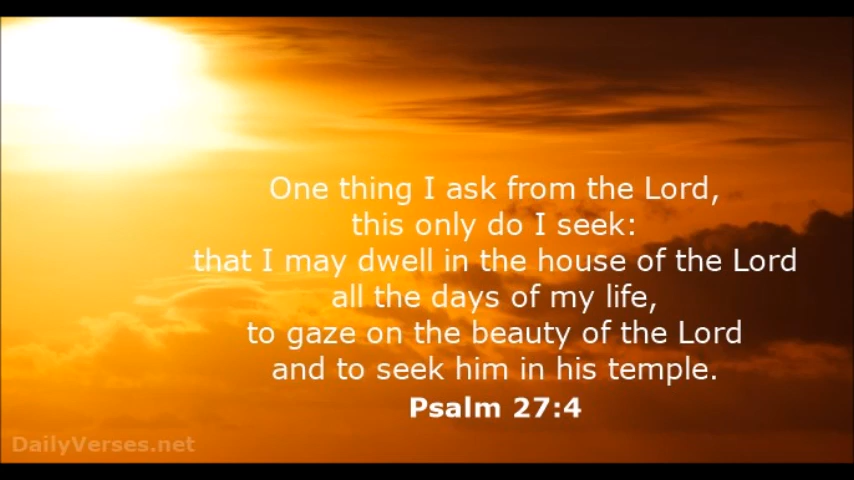 One thing I ask from the Lord,
this only do I seek:
that I may dwell in the house of the Lord
all the days of my life,
to gaze on the beauty of the Lord
and to seek him in his temple.
Psalm 27:4
DailyVerses.net